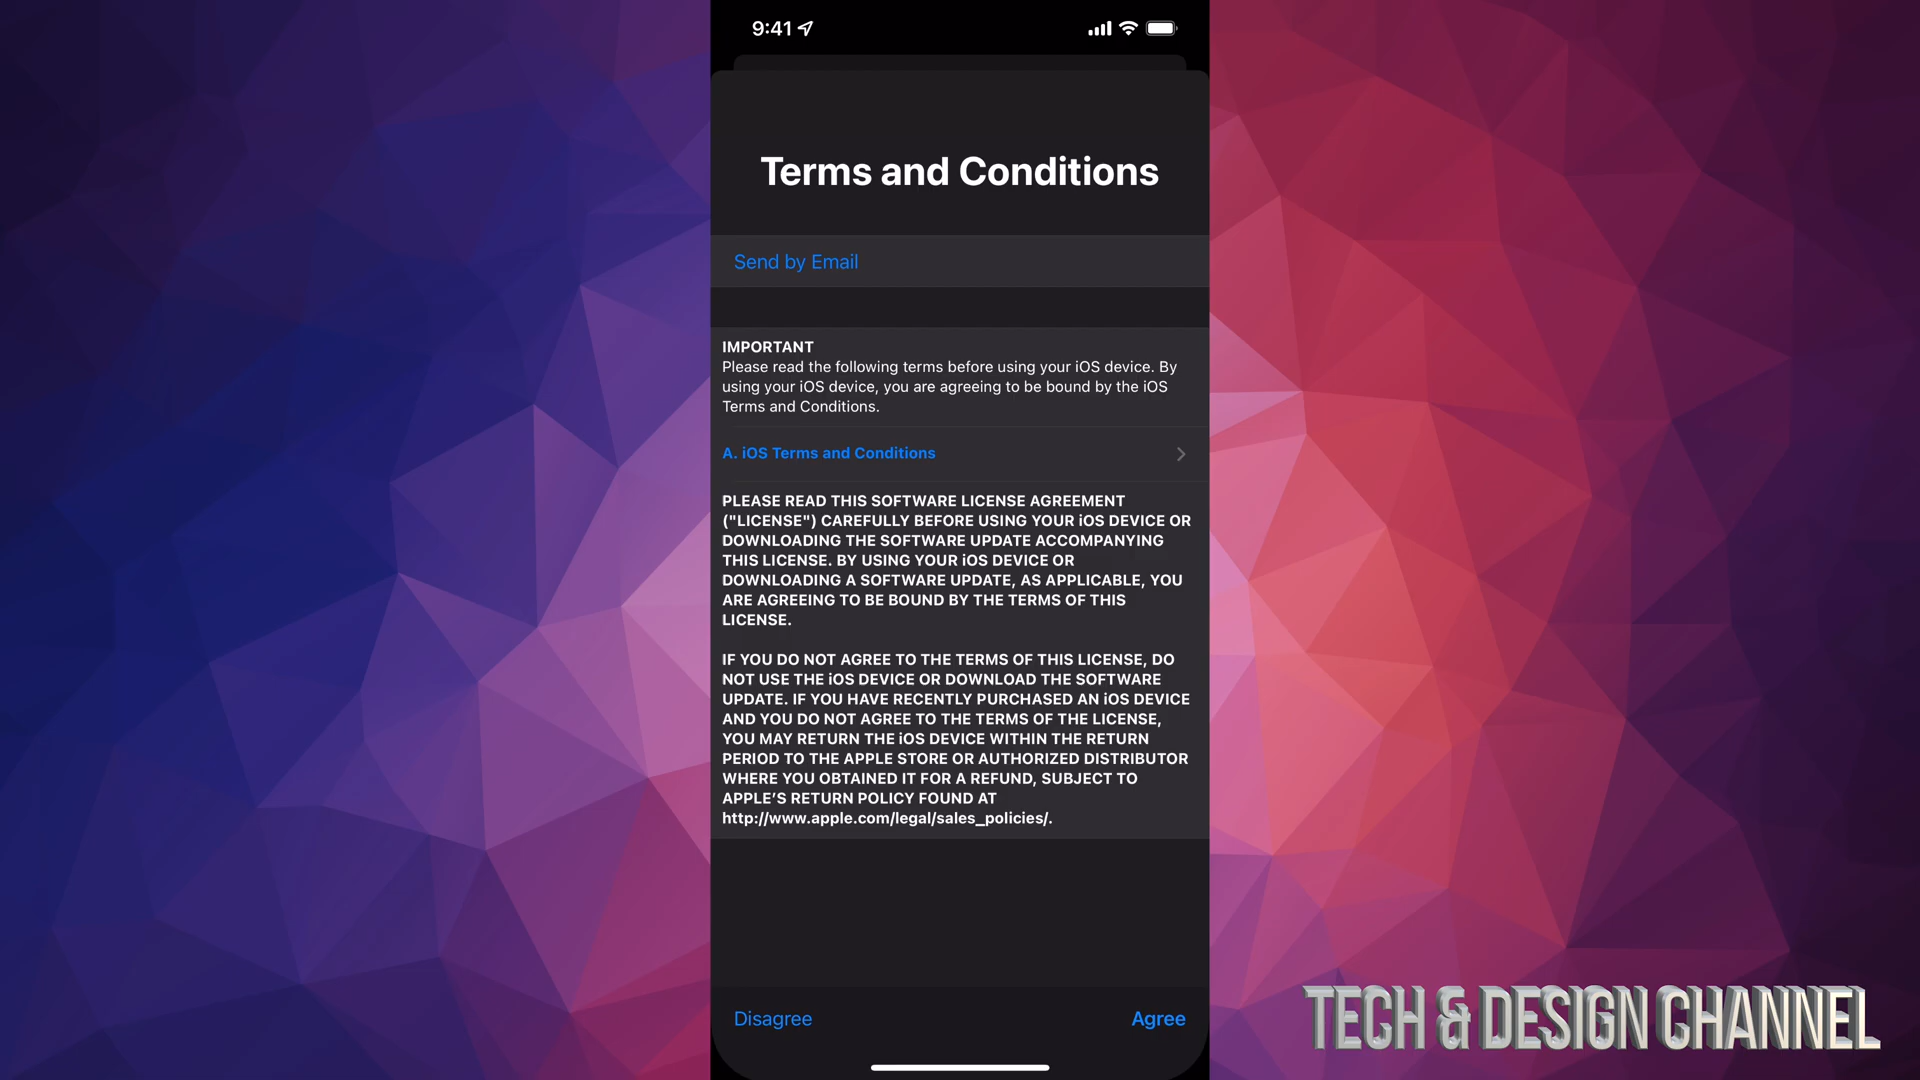 9:41
Terms and Conditions
Send by Email
IMPORTANT
Please read the following terms before using your iOS device. By
using your iOS device, you are agreeing to be bound by the iOS
Terms and Conditions.
A. iOS Terms and Conditions
PLEASE READ THIS SOFTWARE LICENSE AGREEMENT
("LICENSE") CAREFULLY BEFORE USING YOUR iOS DEVICE OR
DOWNLOADING THE SOFTWARE UPDATE ACCOMPANYING
THIS LICENSE. BY USING YOUR iOS DEVICE OR
DOWNLOADING A SOFTWARE UPDATE, AS APPLICABLE, YOU
ARE AGREEING TO BE BOUND BY THE TERMS OF THIS
LICENSE.
IF YOU DO NOT AGREE TO THE TERMS OF THIS LICENSE, DO
NOT USE THE iOS DEVICE OR DOWNLOAD THE SOFTWARE
UPDATE. IF YOU HAVE RECENTLY PURCHASED AN iOS DEVICE
AND YOU DO NOT AGREE TO THE TERMS OF THE LICENSE,
YOU MAY RETURN THE iOS DEVICE WITHIN THE RETURN
PERIOD TO THE APPLE STORE OR AUTHORIZED DISTRIBUTOR
WHERE YOU OBTAINED IT FOR A REFUND, SUBJECT TO
APPLE’S RETURN POLICY FOUND AT
http://www.apple.com/legal/sales_policies/.
Disagree
Agree
TECH & DESIGN CHANNEL